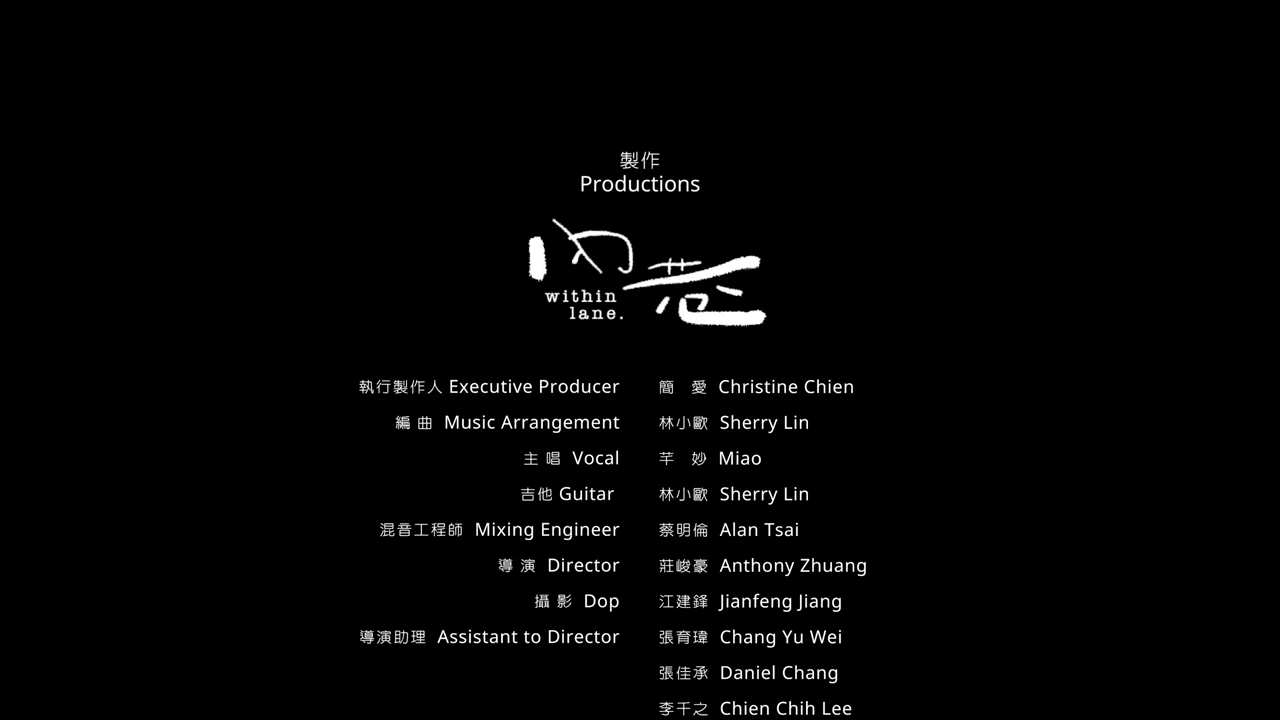 製作
Productions
內巷
within
lane.
執行製作人 Executive Producer 簡 愛 Christine Chien
編 曲 Music Arrangement 林小歐 Sherry Lin
主 唱 Vocal 芊 妙 Miao
吉他 Guitar 林小歐 Sherry Lin
混音工程師 Mixing Engineer 蔡明倫 Alan Tsai
導 演 Director 莊峻豪 Anthony Zhuang
攝 影 Dop 江建鋒 Jianfeng Jiang
導演助理 Assistant to Director 張育瑋 Chang Yu Wei
張佳承 Daniel Chang
李千之 Chien Chih Lee